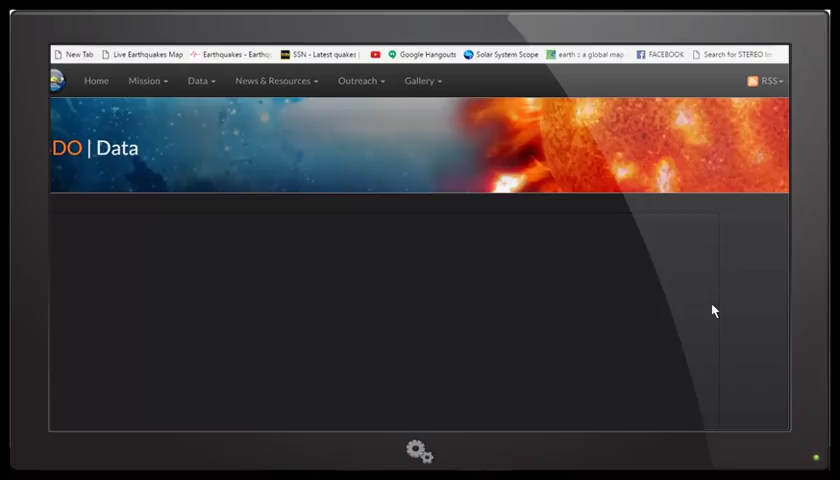 New Tab Live Earthquakes Map Earthquakes - Earthq SSN - Latest quakes | Google Hangouts Solar System Scope earth :: a global map FACEBOOK Search for STEREO Im
Home Mission Data News & Resources Outreach Gallery RSS
DO | Data